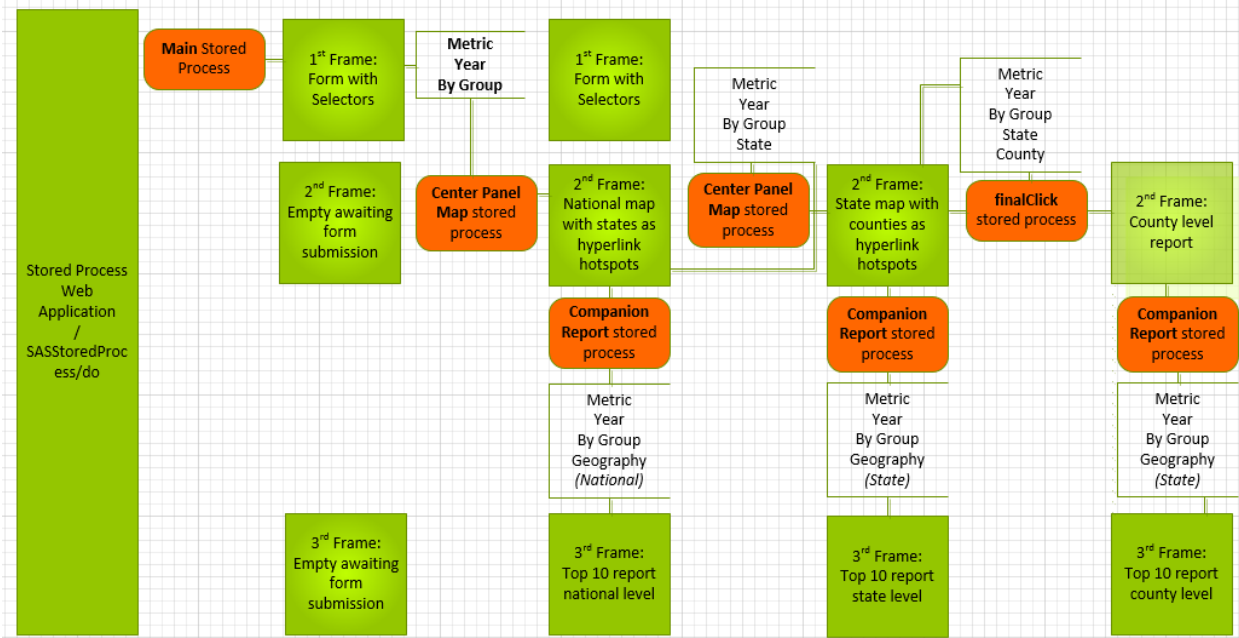 Stored Process
Web
Application
/
SASStoredProc
ess/do
Main Stored
Process
1st Frame:
Form with
Selectors
Metric
Year
By Group
1st Frame:
Form with
Selectors
Metric
Year
By Group
State
Metric
Year
By Group
State
County
2nd Frame:
Empty awaiting
form
submission
Center Panel
Map stored
process
2nd Frame:
National map
with states as
hyperlink
hotspots
Center Panel
Map stored
process
2nd Frame:
State map with
counties as
hyperlink
hotspots
finalClick
stored process
2nd Frame:
County level
report
Companion
Report stored
process
Companion
Report stored
process
Companion
Report stored
process
Metric
Year
By Group
Geography
(National)
Metric
Year
By Group
Geography
(State)
Metric
Year
By Group
Geography
(State)
3rd Frame:
Empty awaiting
form
submission
3rd Frame:
Top 10 report
national level
3rd Frame:
Top 10 report
state level
3rd Frame:
Top 10 report
county level